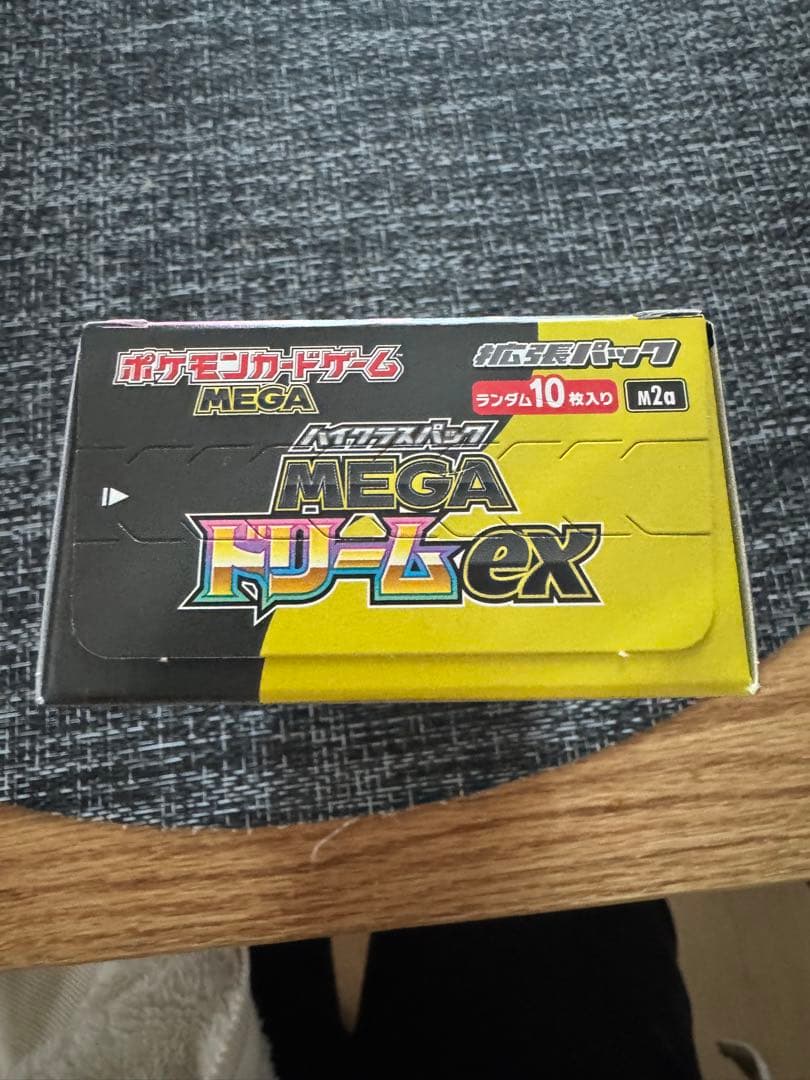 ポケモンカードゲーム
MEGA
拡張パック
ランダム10枚入り
M2a
ハイクラスパック
MEGA
ドリームex